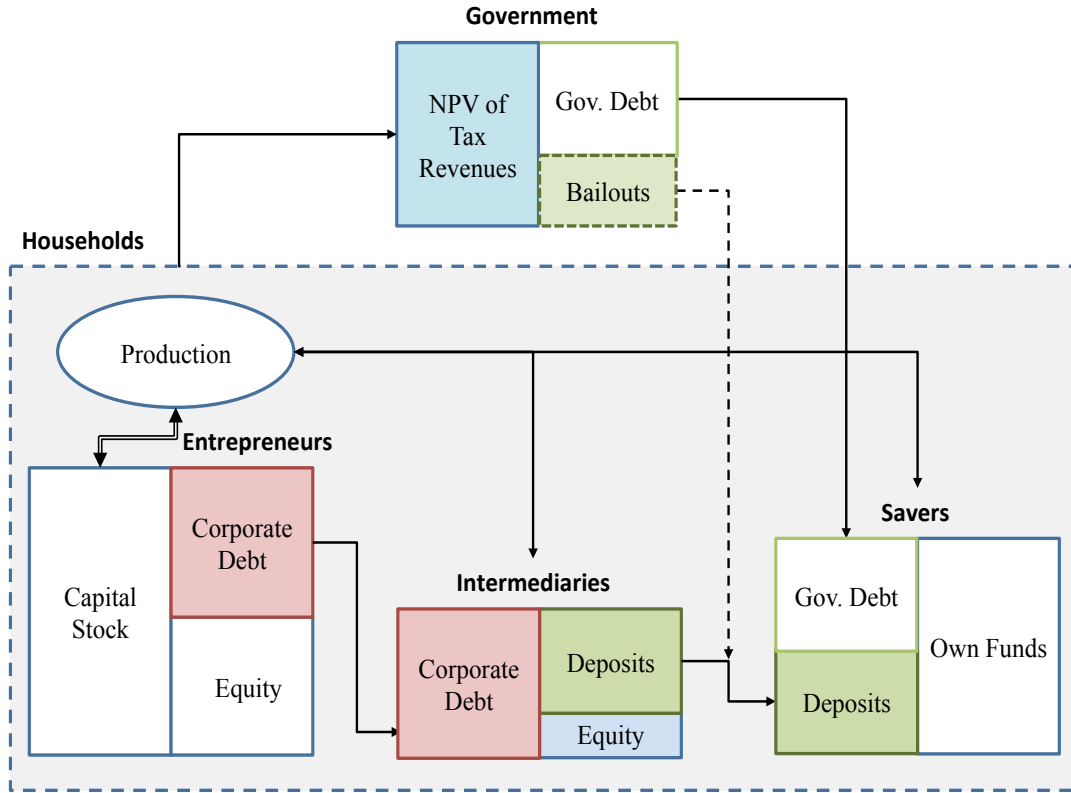 Government
NPV of
Tax
Revenues
Gov. Debt
Bailouts
Households
Production
Entrepreneurs
Capital
Stock
Corporate
Debt
Equity
Intermediaries
Corporate
Debt
Deposits
Equity
Savers
Gov. Debt
Deposits
Own Funds